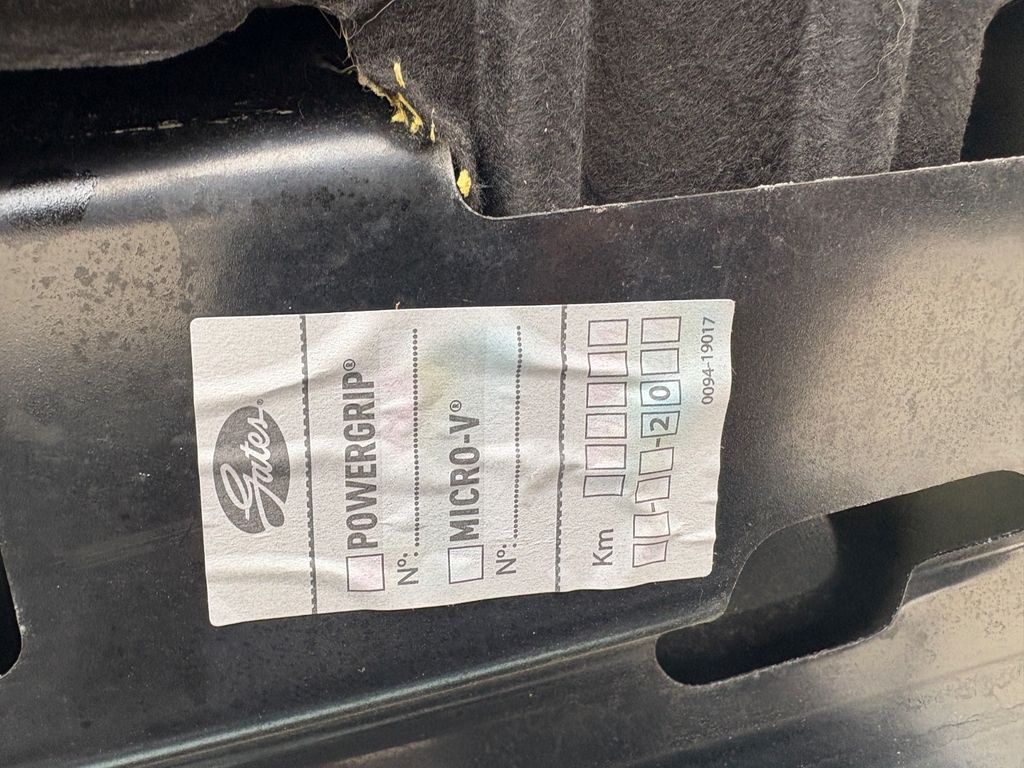 Gates®
POWERGRIP®
N°:
MICRO-V®
N°:
Km
- - 20
0094-19017